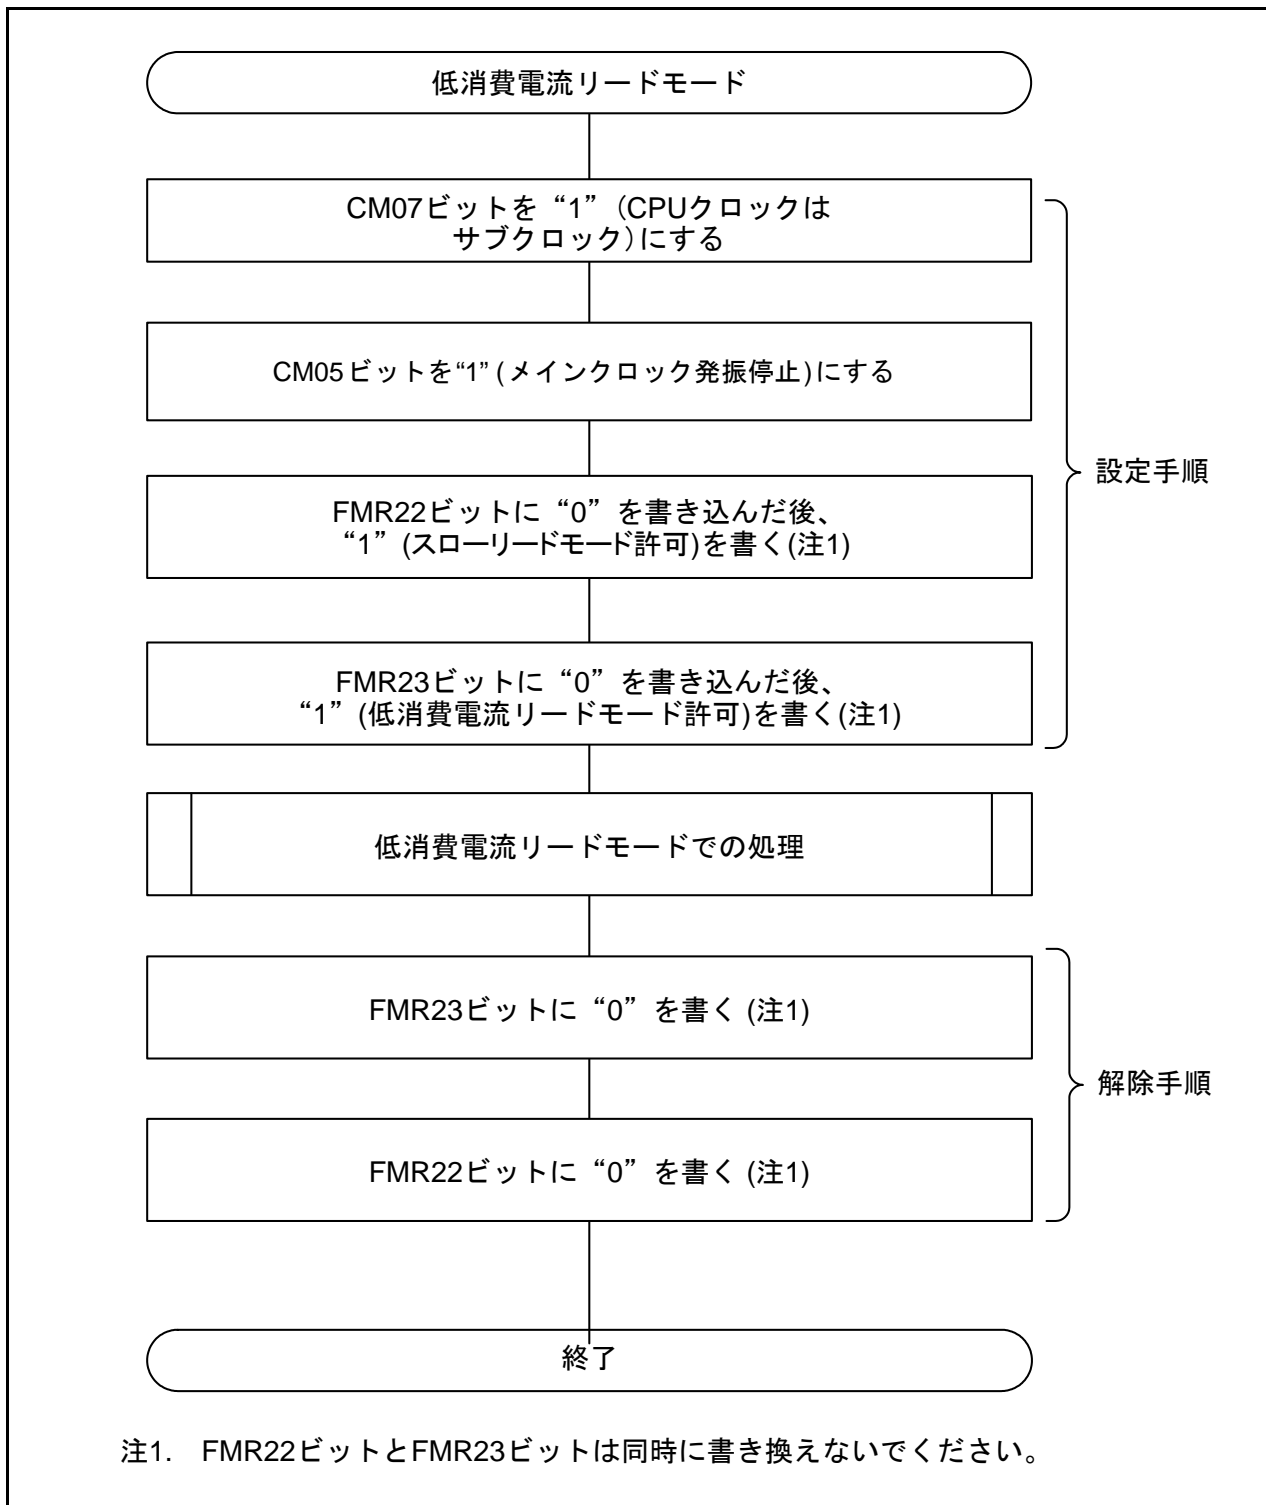 低消費電流リードモード
CM07ビットを“1”(CPUクロックは
サブクロック)にする
CM05ビットを“1”(メインクロック発振停止)にする
FMR22ビットに“0”を書き込んだ後、
“1”(スローリードモード許可)を書く(注1)
FMR23ビットに“0”を書き込んだ後、
“1”(低消費電流リードモード許可)を書く(注1)
設定手順
低消費電流リードモードでの処理
FMR23ビットに“0”を書く(注1)
FMR22ビットに“0”を書く(注1)
解除手順
終了
注1. FMR22ビットとFMR23ビットは同時に書き換えないでください。